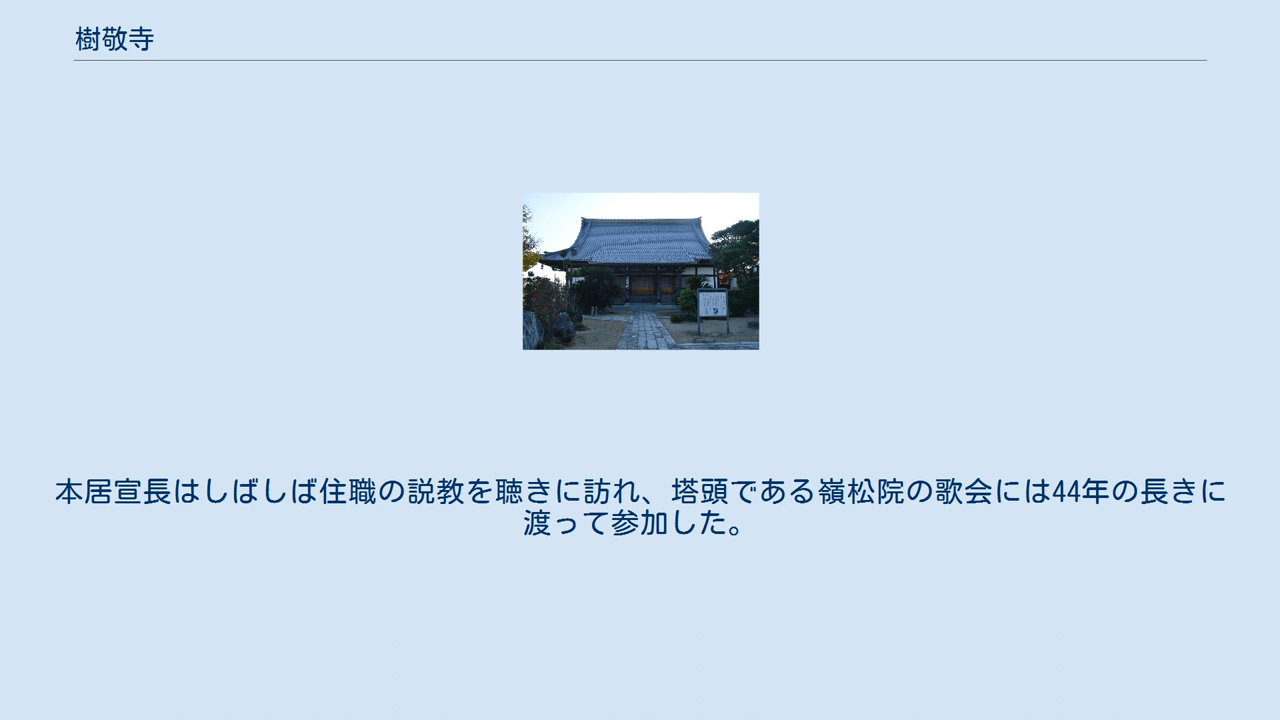 樹敬寺
本居宣長はしばしば住職の説教を聴きに訪れ、塔頭である嶺松院の歌会には44年の長きに
渡って参加した。